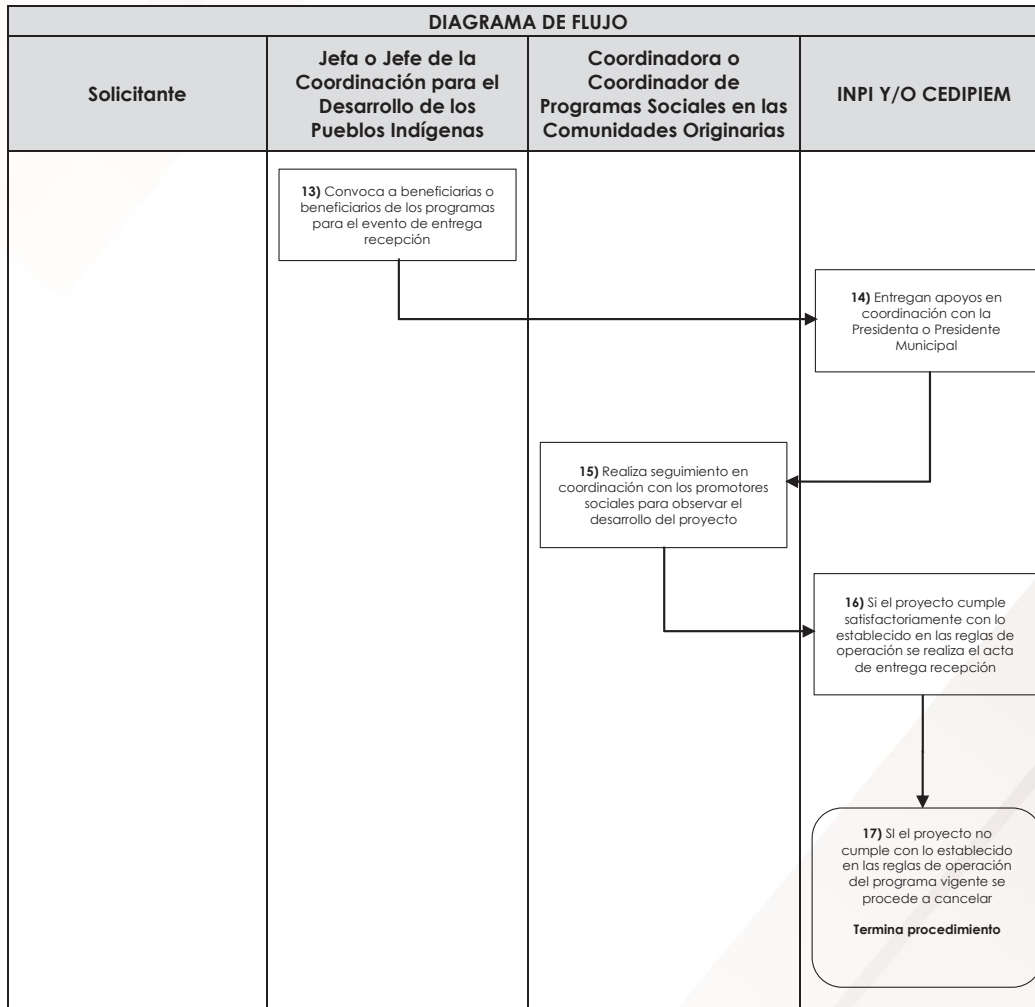 DIAGRAMA DE FLUJO
Solicitante
Jefa o Jefe de la
Coordinación para el
Desarrollo de los
Pueblos Indígenas
Coordinadora o
Coordinador de
Programas Sociales en las
Comunidades Originarias
INPI Y/O CEDIPIEM
13) Convoca a beneficiarias o
beneficiarios de los programas
para el evento de entrega
recepción
14) Entregan apoyos en
coordinación con la
Presidenta o Presidente
Municipal
15) Realiza seguimiento en
coordinación con los promotores
sociales para observar el
desarrollo del proyecto
16) Si el proyecto cumple
satisfactoriamente con lo
establecido en las reglas de
operación se realiza el acta
de entrega recepción
17) SI el proyecto no
cumple con lo establecido
en las reglas de operación
del programa vigente se
procede a cancelar
Termina procedimiento